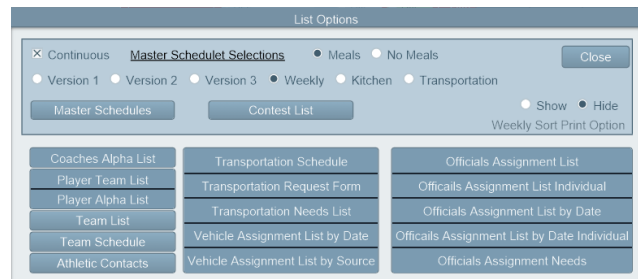 List Options
Continuous Master Schedulet Selections Meals No Meals Close
Version 1 Version 2 Version 3 Weekly Kitchen Transportation
Master Schedules Contest List Show Hide
Weekly Sort Print Option
Coaches Alpha List Transportation Schedule Officials Assignment List
Player Team List Transportation Request Form Officails Assignment List Individual
Player Alpha List Transportation Needs List Officials Assignment List by Date
Team List
Team Schedule Vehicle Assignment List by Date Officails Assignment List by Date Individual
Athletic Contacts Vehicle Assignment List by Source Officials Assignment Needs